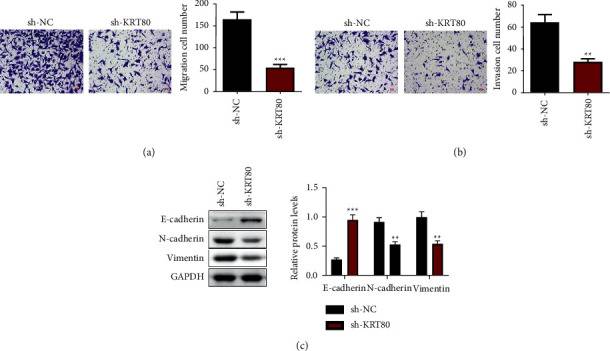 sh-NC
sh-KRT80
Migration cell number
200
150
100
50
0
***
sh-NC
sh-KRT80
(a)
sh-NC
sh-KRT80
Invasion cell number
80
60
40
20
0
**
sh-NC
sh-KRT80
(b)
sh-NC
sh-KRT80
E-cadherin
N-cadherin
Vimentin
GAPDH
Relative protein levels
1.5
1.0
0.5
0.0
***
**
**
E-cadherin N-cadherin Vimentin
sh-NC
sh-KRT80
(c)